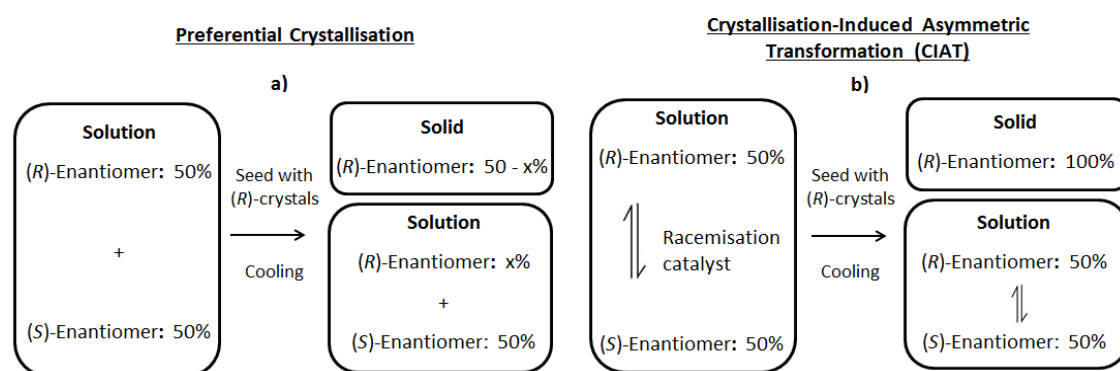 Preferential Crystallisation
a)
Solution
(R)-Enantiomer: 50%
+
(S)-Enantiomer: 50%
Seed with
(R)-crystals
Cooling
Solid
(R)-Enantiomer: 50 - x%
Solution
(R)-Enantiomer: x%
+
(S)-Enantiomer: 50%
Crystallisation-Induced Asymmetric
Transformation (CIAT)
b)
Solution
(R)-Enantiomer: 50%
Racemisation
catalyst
(S)-Enantiomer: 50%
Seed with
(R)-crystals
Cooling
Solid
(R)-Enantiomer: 100%
Solution
(R)-Enantiomer: 50%
(S)-Enantiomer: 50%